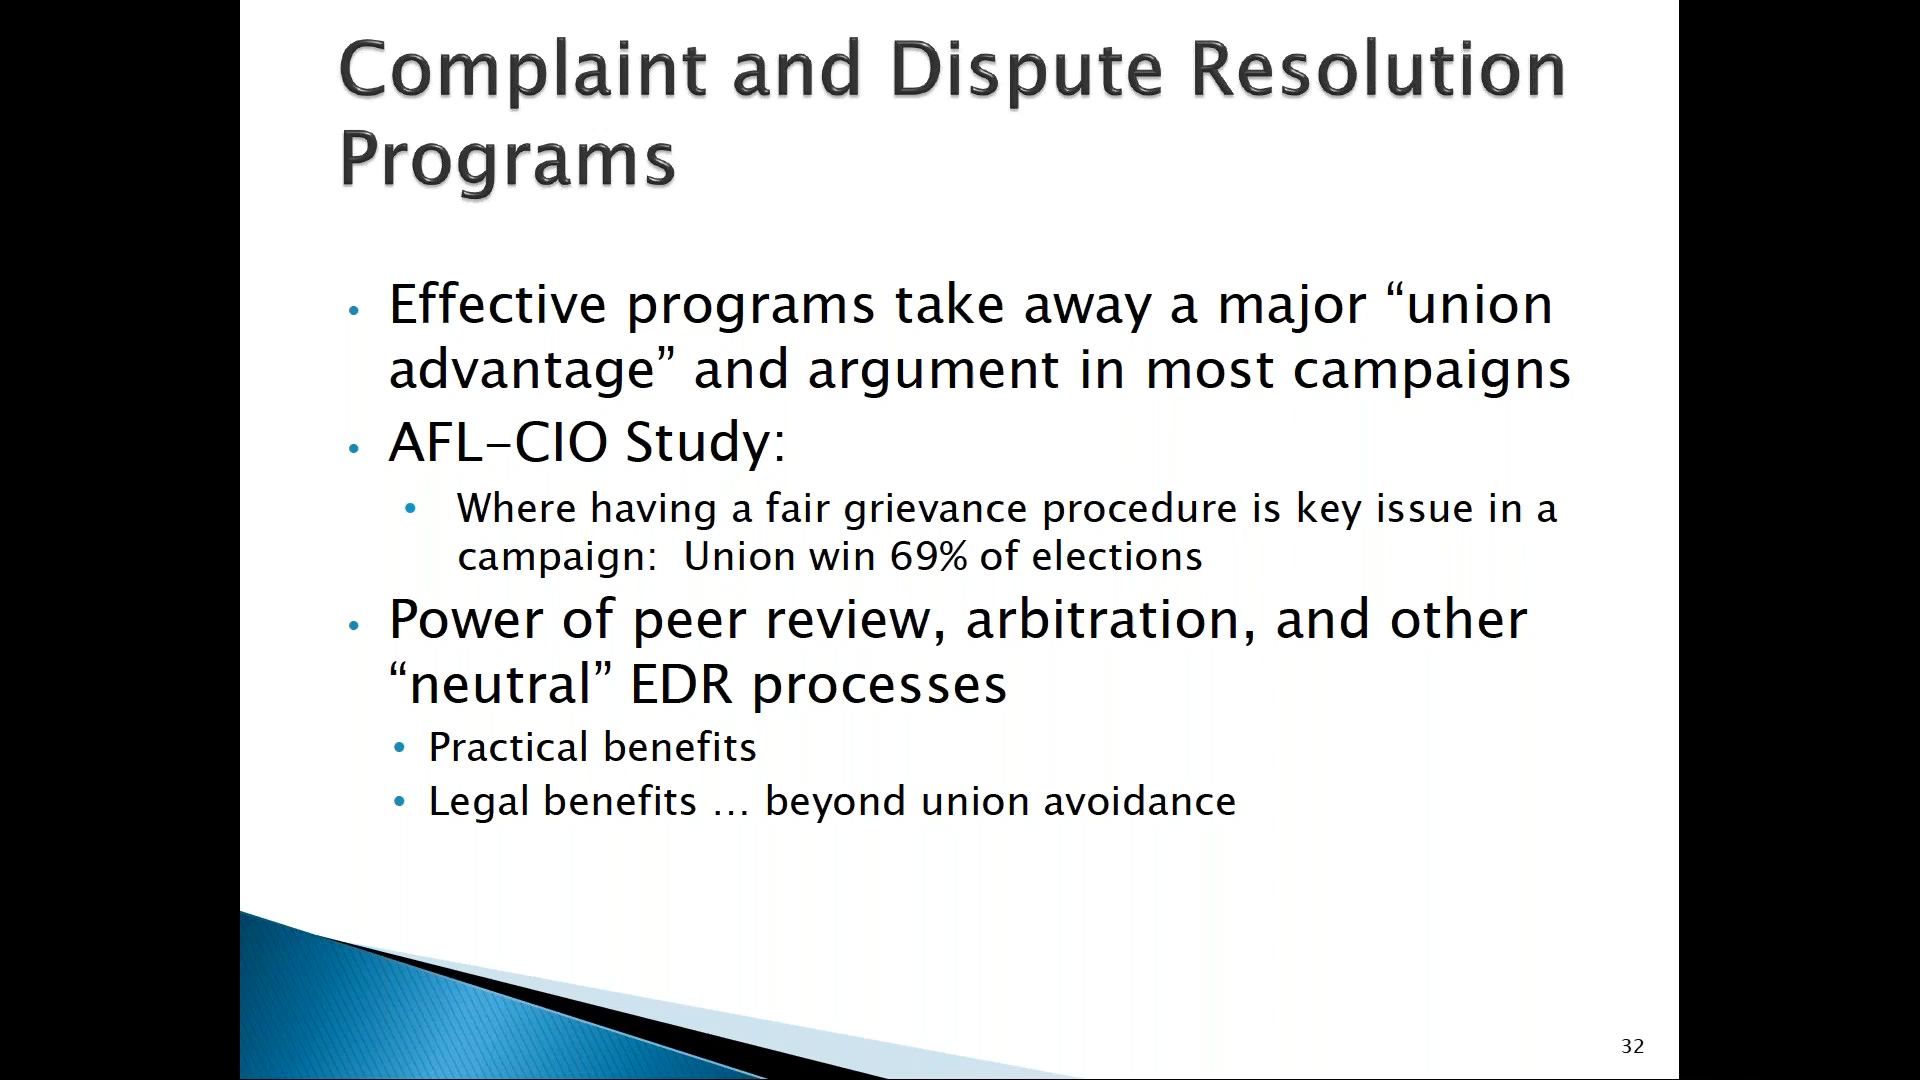 Complaint and Dispute Resolution
Programs
• Effective programs take away a major “union
advantage” and argument in most campaigns
• AFL-CIO Study:
• Where having a fair grievance procedure is key issue in a
campaign:  Union win 69% of elections
• Power of peer review, arbitration, and other
“neutral” EDR processes
• Practical benefits
• Legal benefits … beyond union avoidance
32